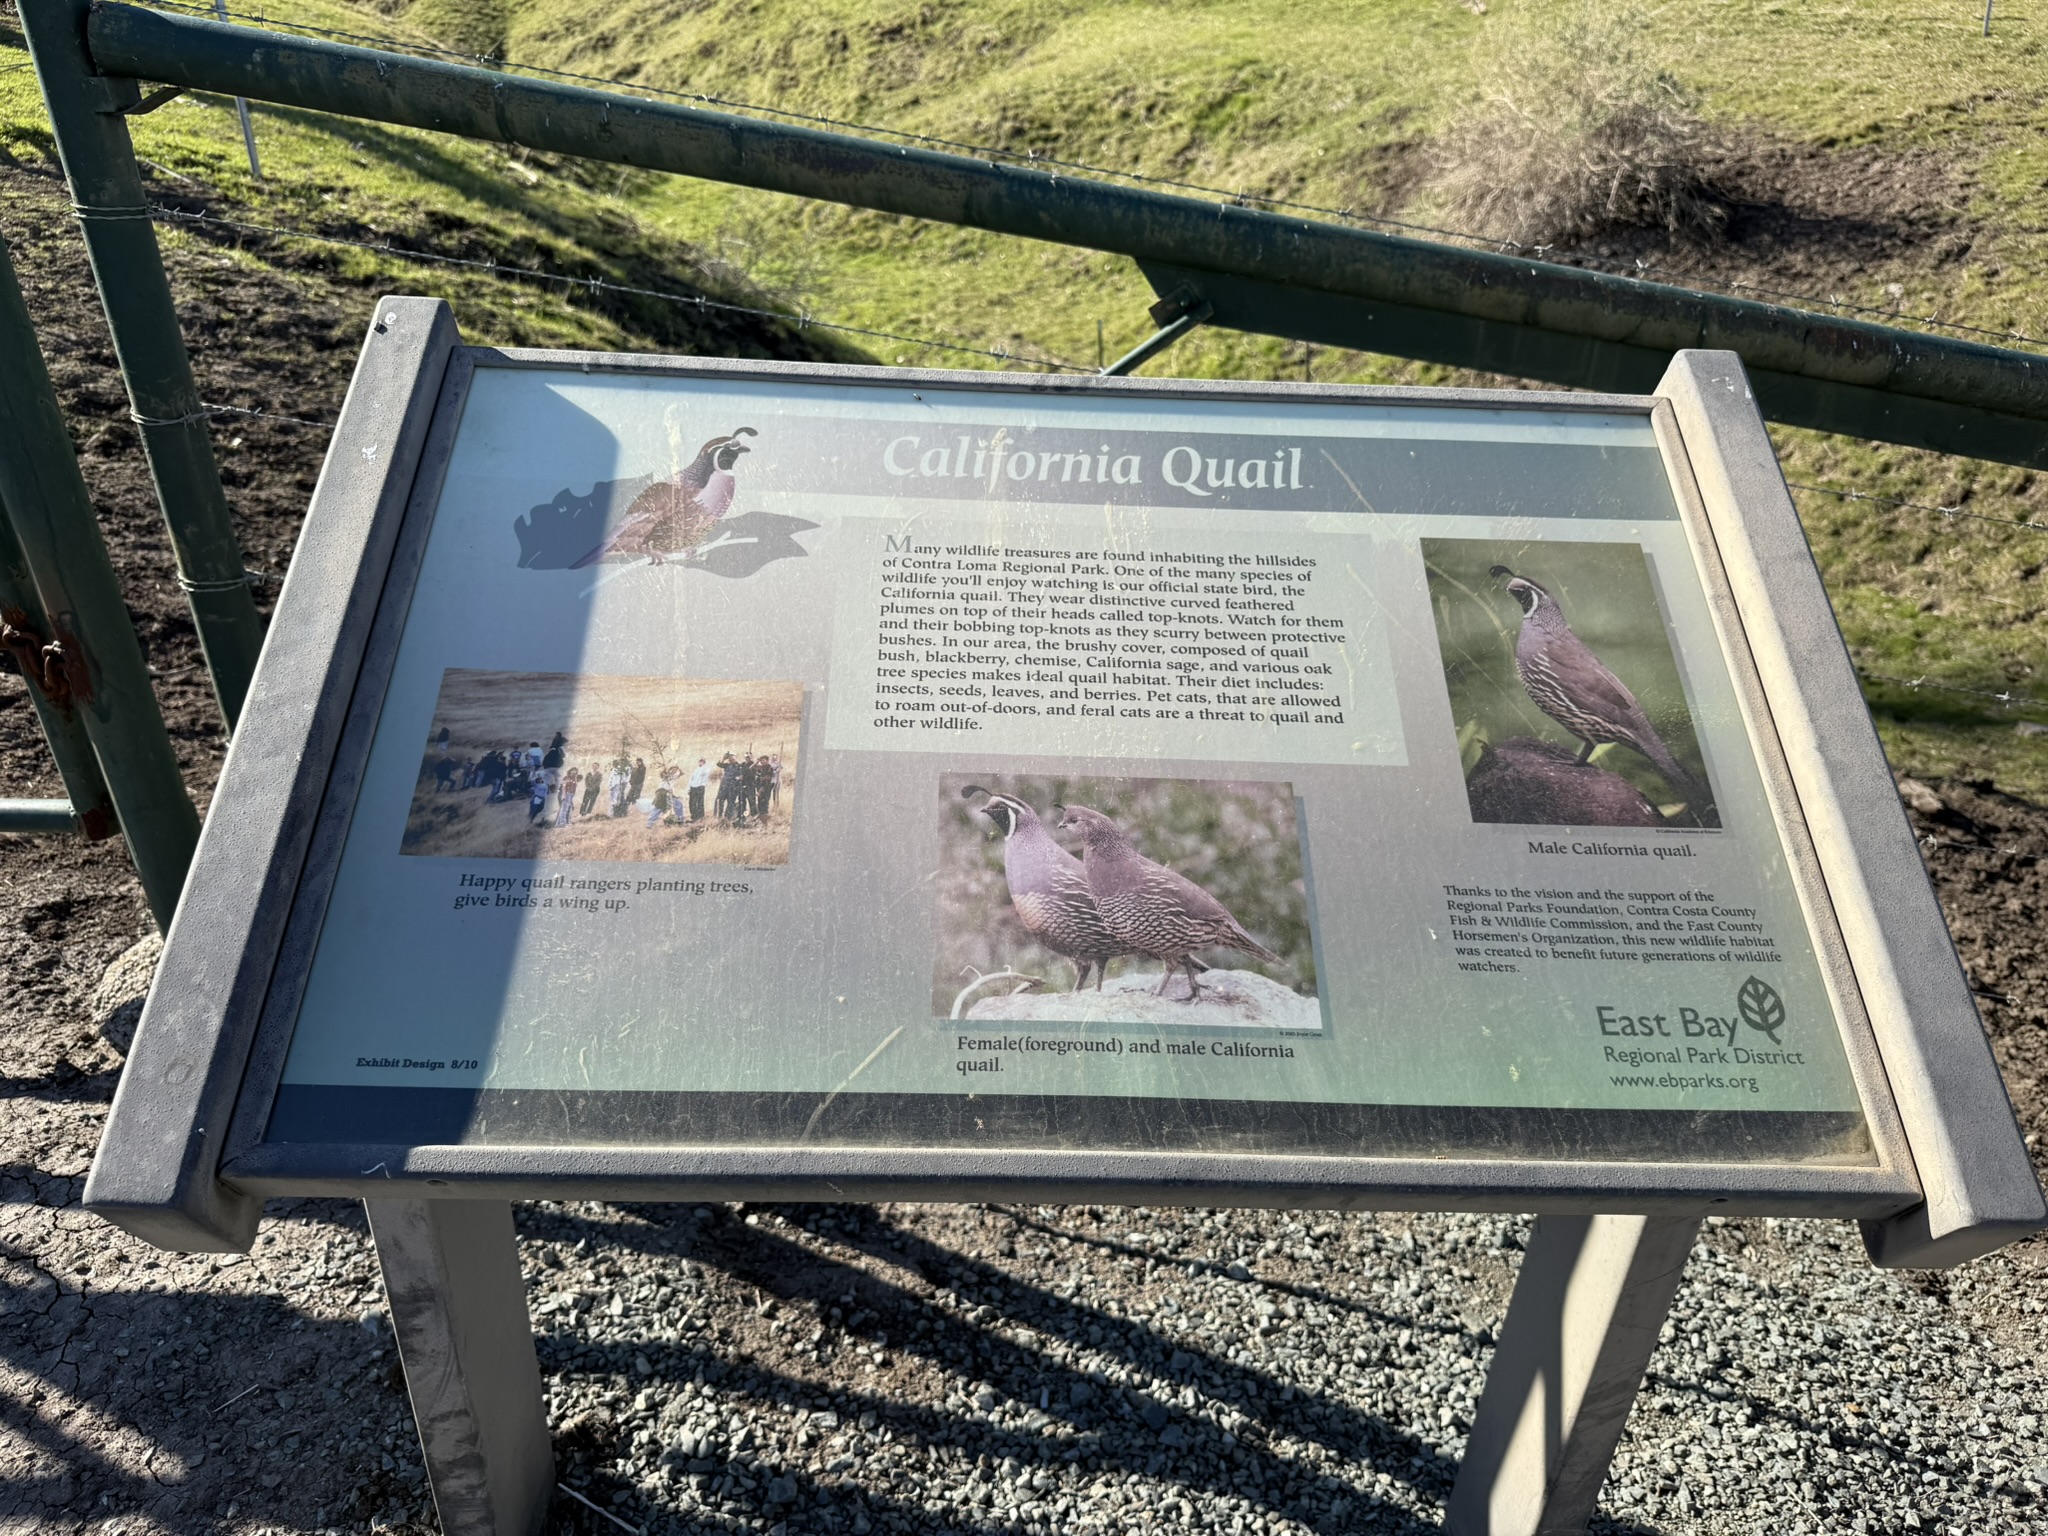 California Quail
Many wildlife treasures are found inhabiting the hillsides
of Contra Loma Regional Park. One of the many species of
wildlife you'll enjoy watching is our official state bird, the
California quail. They wear distinctive curved feathered
plumes on top of their heads called top-knots. Watch for them
and their bobbing top-knots as they scurry between protective
bushes. In our area, the brushy cover, composed of quail
bush, blackberry, chemise, California sage, and various oak
tree species makes ideal quail habitat. Their diet includes:
insects, seeds, leaves, and berries. Pet cats, that are allowed
to roam out-of-doors, and feral cats are a threat to quail and
other wildlife.
Happy quail rangers planting trees,
give birds a wing up.
Female(foreground) and male California
quail.
© California Academy of Sciences
Male California quail.
Thanks to the vision and the support of the
Regional Parks Foundation, Contra Costa County
Fish & Wildlife Commission, and the East County
Horsemen's Organization, this new wildlife habitat
was created to benefit future generations of wildlife
watchers.
East Bay
Regional Park District
www.ebparks.org
Exhibit Design 8/10